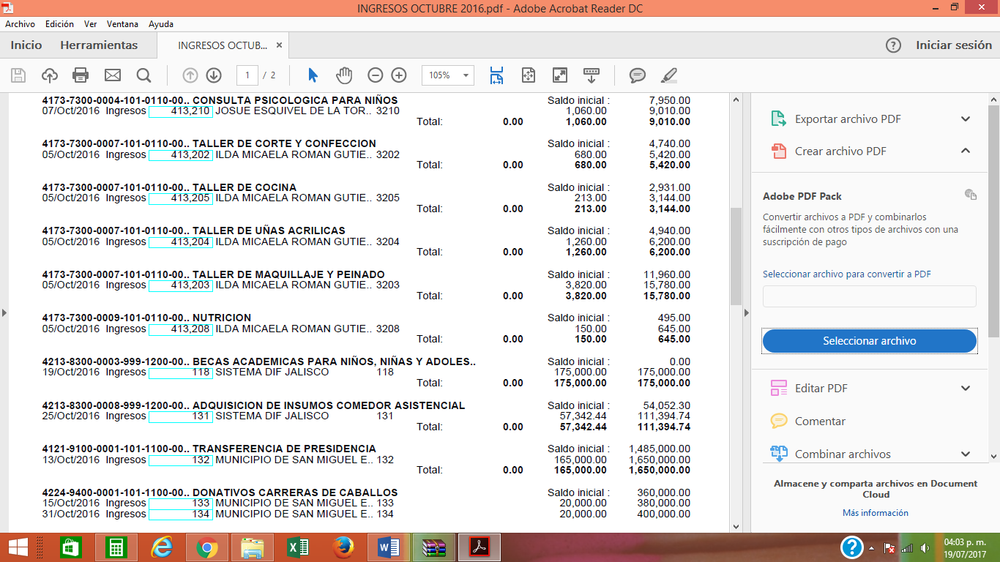 INGRESOS OCTUBRE 2016.pdf - Adobe Acrobat Reader DC
Archivo Edición Ver Ventana Ayuda
Inicio Herramientas INGRESOS OCTUB... × Iniciar sesión
1 / 2 105%
4173-7300-0004-101-0110-00.. CONSULTA PSICOLOGICA PARA NIÑOS Saldo inicial : 7,950.00
07/Oct/2016 Ingresos 413,210 JOSUE ESQUIVEL DE LA TOR.. 3210 1,060.00 9,010.00
Total: 0.00 1,060.00 9,010.00
4173-7300-0007-101-0110-00.. TALLER DE CORTE Y CONFECCION Saldo inicial : 4,740.00
05/Oct/2016 Ingresos 413,202 ILDA MICAELA ROMAN GUTIE.. 3202 680.00 5,420.00
Total: 0.00 680.00 5,420.00
4173-7300-0007-101-0110-00.. TALLER DE COCINA Saldo inicial : 2,931.00
05/Oct/2016 Ingresos 413,205 ILDA MICAELA ROMAN GUTIE.. 3205 213.00 3,144.00
Total: 0.00 213.00 3,144.00
4173-7300-0007-101-0110-00.. TALLER DE UÑAS ACRILICAS Saldo inicial : 4,940.00
05/Oct/2016 Ingresos 413,204 ILDA MICAELA ROMAN GUTIE.. 3204 1,260.00 6,200.00
Total: 0.00 1,260.00 6,200.00
4173-7300-0007-101-0110-00.. TALLER DE MAQUILLAJE Y PEINADO Saldo inicial : 11,960.00
05/Oct/2016 Ingresos 413,203 ILDA MICAELA ROMAN GUTIE.. 3203 3,820.00 15,780.00
Total: 0.00 3,820.00 15,780.00
4173-7300-0009-101-0110-00.. NUTRICION Saldo inicial : 495.00
05/Oct/2016 Ingresos 413,208 ILDA MICAELA ROMAN GUTIE.. 3208 150.00 645.00
Total: 0.00 150.00 645.00
4213-8300-0003-999-1200-00.. BECAS ACADEMICAS PARA NIÑOS, NIÑAS Y ADOLES.. Saldo inicial : 0.00
19/Oct/2016 Ingresos 118 SISTEMA DIF JALISCO 118 175,000.00 175,000.00
Total: 0.00 175,000.00 175,000.00
4213-8300-0008-999-1200-00.. ADQUISICION DE INSUMOS COMEDOR ASISTENCIAL Saldo inicial : 54,052.30
25/Oct/2016 Ingresos 131 SISTEMA DIF JALISCO 131 57,342.44 111,394.74
Total: 0.00 57,342.44 111,394.74
4121-9100-0001-101-1100-00.. TRANSFERENCIA DE PRESIDENCIA Saldo inicial : 1,485,000.00
13/Oct/2016 Ingresos 132 MUNICIPIO DE SAN MIGUEL E.. 132 165,000.00 1,650,000.00
Total: 0.00 165,000.00 1,650,000.00
4224-9400-0001-101-1100-00.. DONATIVOS CARRERAS DE CABALLOS Saldo inicial : 360,000.00
15/Oct/2016 Ingresos 133 MUNICIPIO DE SAN MIGUEL E.. 133 20,000.00 380,000.00
31/Oct/2016 Ingresos 134 MUNICIPIO DE SAN MIGUEL E.. 134 20,000.00 400,000.00
Exportar archivo PDF
Crear archivo PDF
Adobe PDF Pack
Convertir archivos a PDF y combinarlos
fácilmente con otros tipos de archivos con una
suscripción de pago
Seleccionar archivo para convertir a PDF
Seleccionar archivo
Editar PDF
Comentar
Combinar archivos
Almacene y comparta archivos en Document
Cloud
Más información
04:03 p. m.
19/07/2017